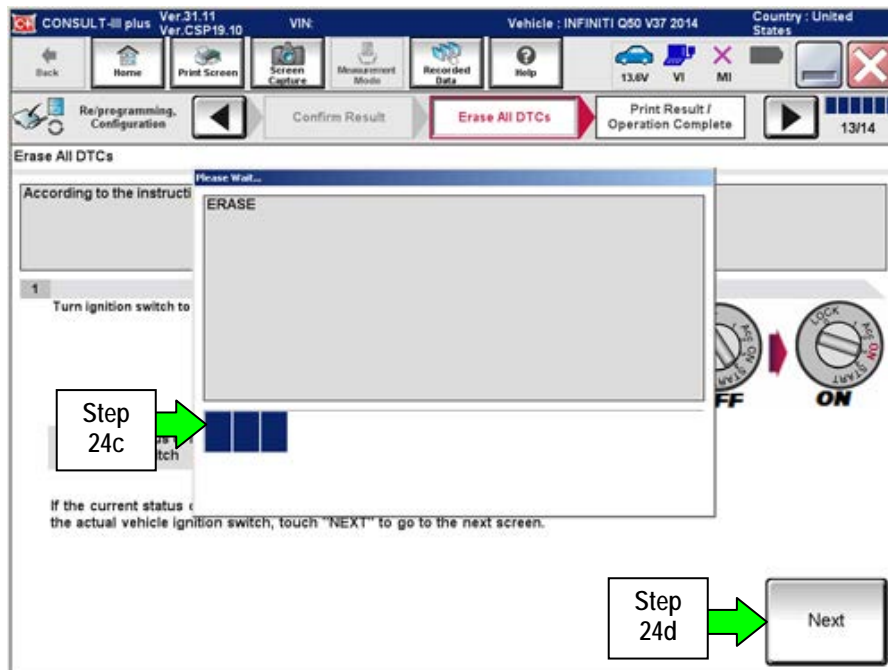 CONSULT-III plus Ver.31.11 VIN: Vehicle : INFINITI Q50 V37 2014 Country : United
Ver.CSP19.10 States
Back Home Print Screen Screen Capture Measurement Mode Recorded Data Help 13.6V VI MI
Re/programming, Configuration Confirm Result Erase All DTCs Print Result / Operation Complete 13/14
Erase All DTCs
Please Wait...
According to the instructi
ERASE
1
Turn ignition switch to
LOCK Acc ON START
FF ON
Step
24c
tch
If the current status
the actual vehicle ignition switch, touch "NEXT" to go to the next screen.
Step
24d
Next